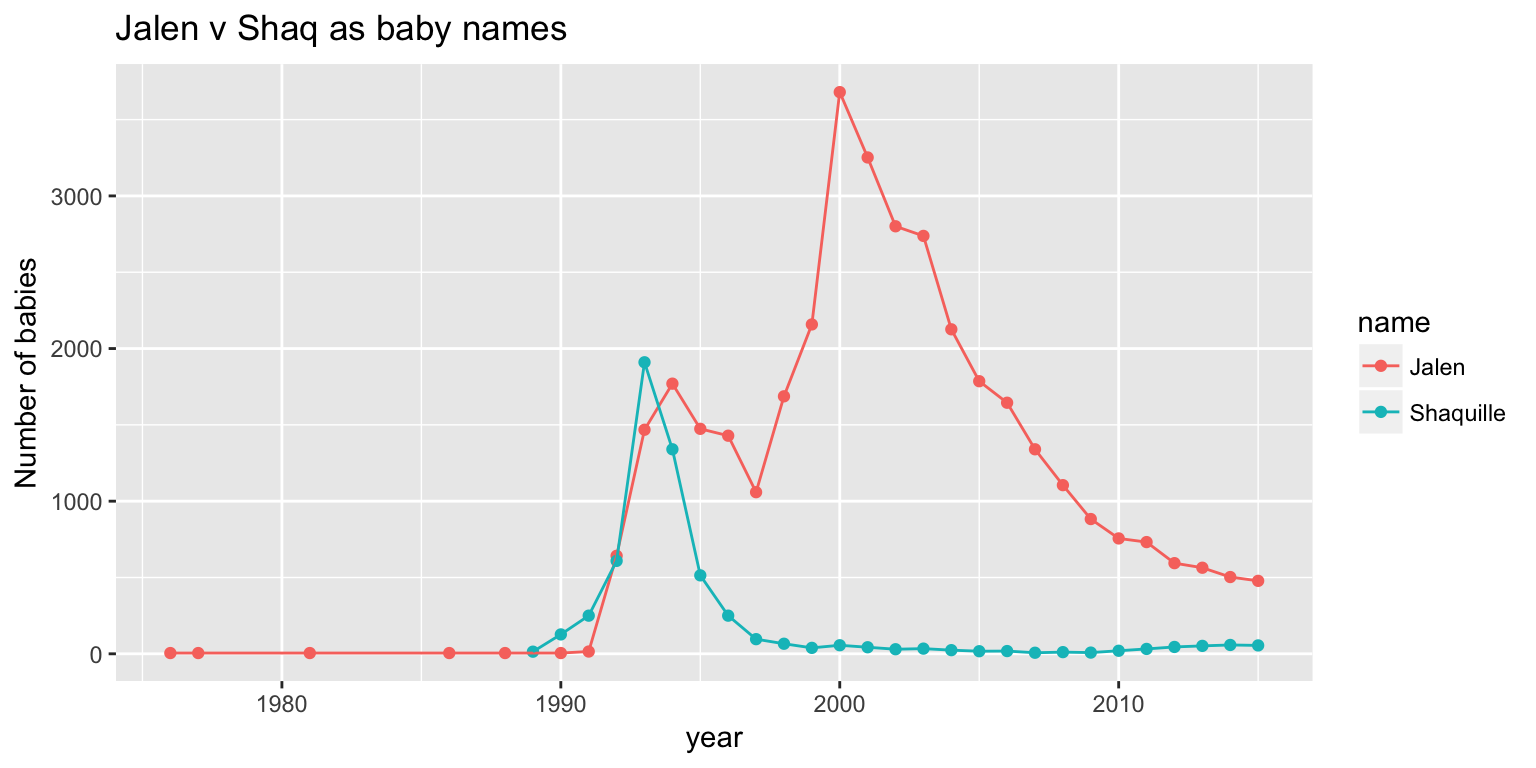 Jalen v Shaq as baby names
Number of babies
3000
2000
1000
0
1980 1990 2000 2010
year
name
Jalen
Shaquille